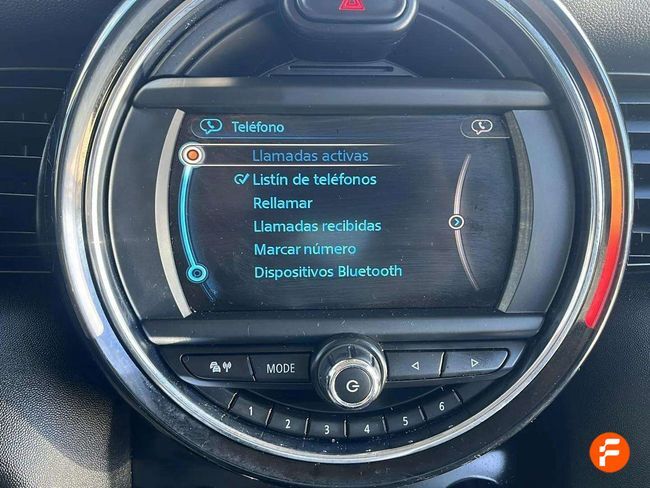 Teléfono
Llamadas activas
Listín de teléfonos
Rellamar
Llamadas recibidas
Marcar número
Dispositivos Bluetooth
MODE
1 2 3 4 5 6